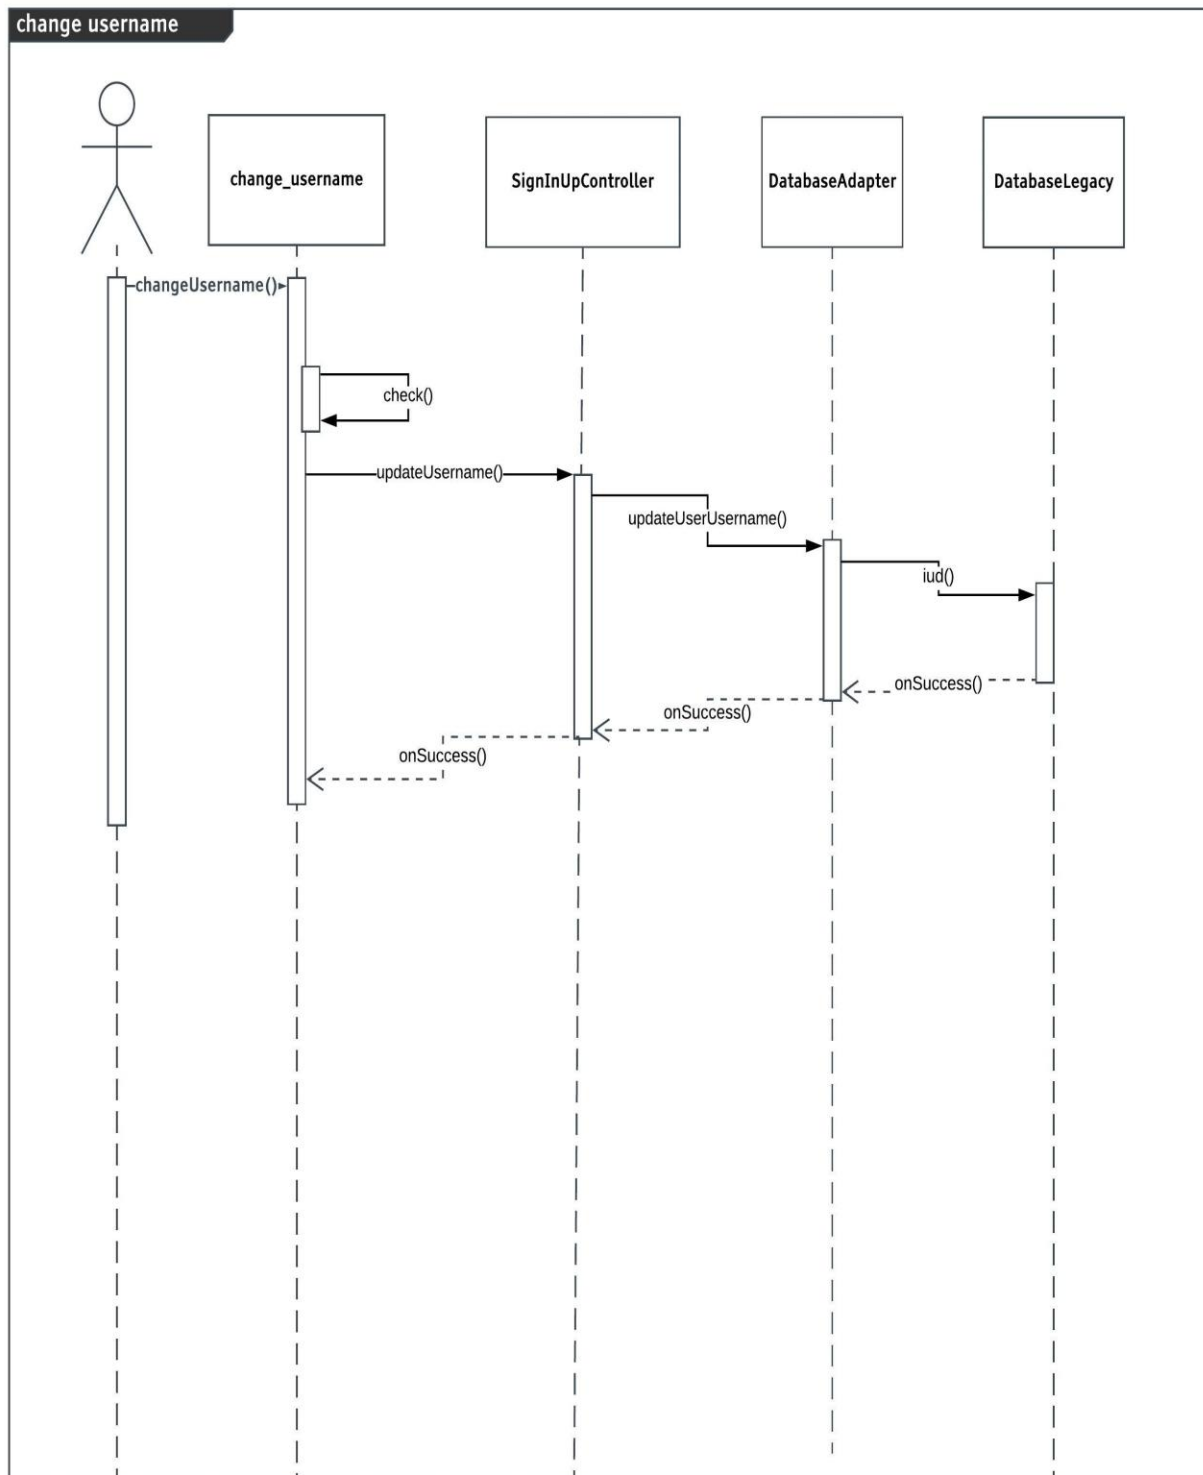 change username
change_username
SignInUpController
DatabaseAdapter
DatabaseLegacy
changeUsername()
check()
updateUsername()
updateUserUsername()
iud()
onSuccess()
onSuccess()
onSuccess()